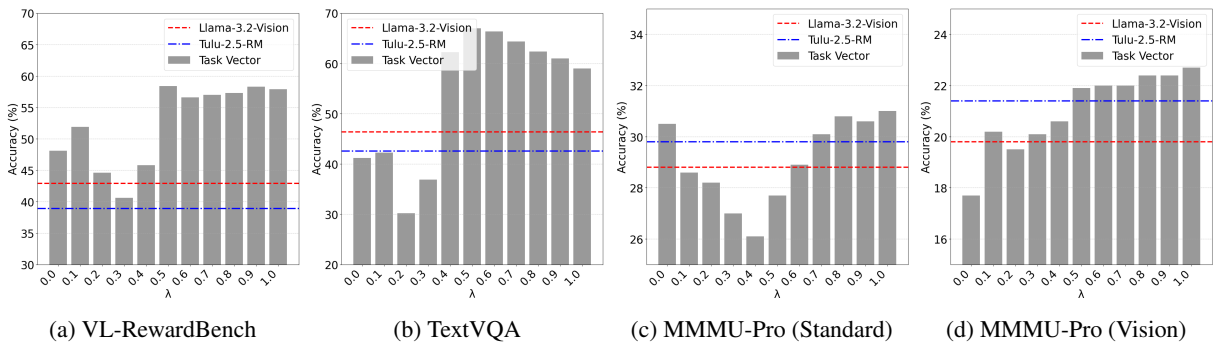 70
65
60
55
50
45
40
35
30
Accuracy (%)
Llama-3.2-Vision
Tulu-2.5-RM
Task Vector
0.0 0.1 0.2 0.3 0.4 0.5 0.6 0.7 0.8 0.9 1.0
λ
(a) VL-RewardBench
70
60
50
40
30
20
Accuracy (%)
Llama-3.2-Vision
Tulu-2.5-RM
Task Vector
0.0 0.1 0.2 0.3 0.4 0.5 0.6 0.7 0.8 0.9 1.0
λ
(b) TextVQA
34
32
30
28
26
Accuracy (%)
Llama-3.2-Vision
Tulu-2.5-RM
Task Vector
0.0 0.1 0.2 0.3 0.4 0.5 0.6 0.7 0.8 0.9 1.0
λ
(c) MMMU-Pro (Standard)
24
22
20
18
16
Accuracy (%)
Llama-3.2-Vision
Tulu-2.5-RM
Task Vector
0.0 0.1 0.2 0.3 0.4 0.5 0.6 0.7 0.8 0.9 1.0
λ
(d) MMMU-Pro (Vision)